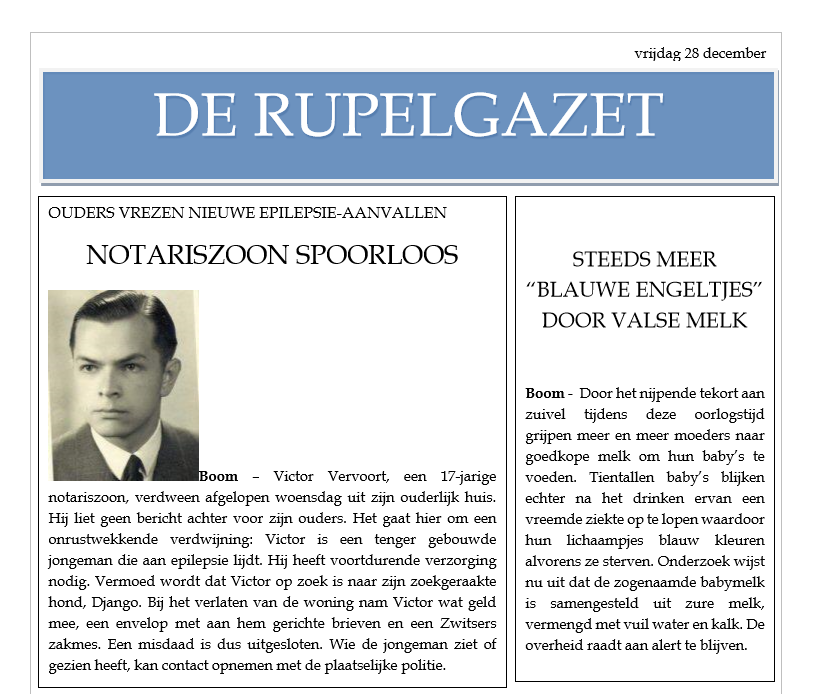 vrijdag 28 december
DE RUPELGAZET
OUDERS VREZEN NIEUWE EPILEPSIE-AANVALLEN
NOTARISZOON SPOORLOOS
Boom – Victor Vervoort, een 17-jarige
notariszoon, verdween afgelopen woensdag uit zijn ouderlijk huis.
Hij liet geen bericht achter voor zijn ouders. Het gaat hier om een
onrustwekkende verdwijning: Victor is een tenger gebouwde
jongeman die aan epilepsie lijdt. Hij heeft voortdurende verzorging
nodig. Vermoed wordt dat Victor op zoek is naar zijn zoekgeraakte
hond, Django. Bij het verlaten van de woning nam Victor wat geld
mee, een envelop met aan hem gerichte brieven en een Zwitsers
zakmes. Een misdaad is dus uitgesloten. Wie de jongeman ziet of
gezien heeft, kan contact opnemen met de plaatselijke politie.
STEEDS MEER
“BLAUWE ENGELTJES”
DOOR VALSE MELK
Boom - Door het nijpende tekort aan
zuivel tijdens deze oorlogstijd
grijpen meer en meer moeders naar
goedkope melk om hun baby’s te
voeden. Tientallen baby’s blijken
echter na het drinken ervan een
vreemde ziekte op te lopen waardoor
hun lichaampjes blauw kleuren
alvorens ze sterven. Onderzoek wijst
nu uit dat de zogenaamde babymelk
is samengesteld uit zure melk,
vermengd met vuil water en kalk. De
overheid raadt aan alert te blijven.